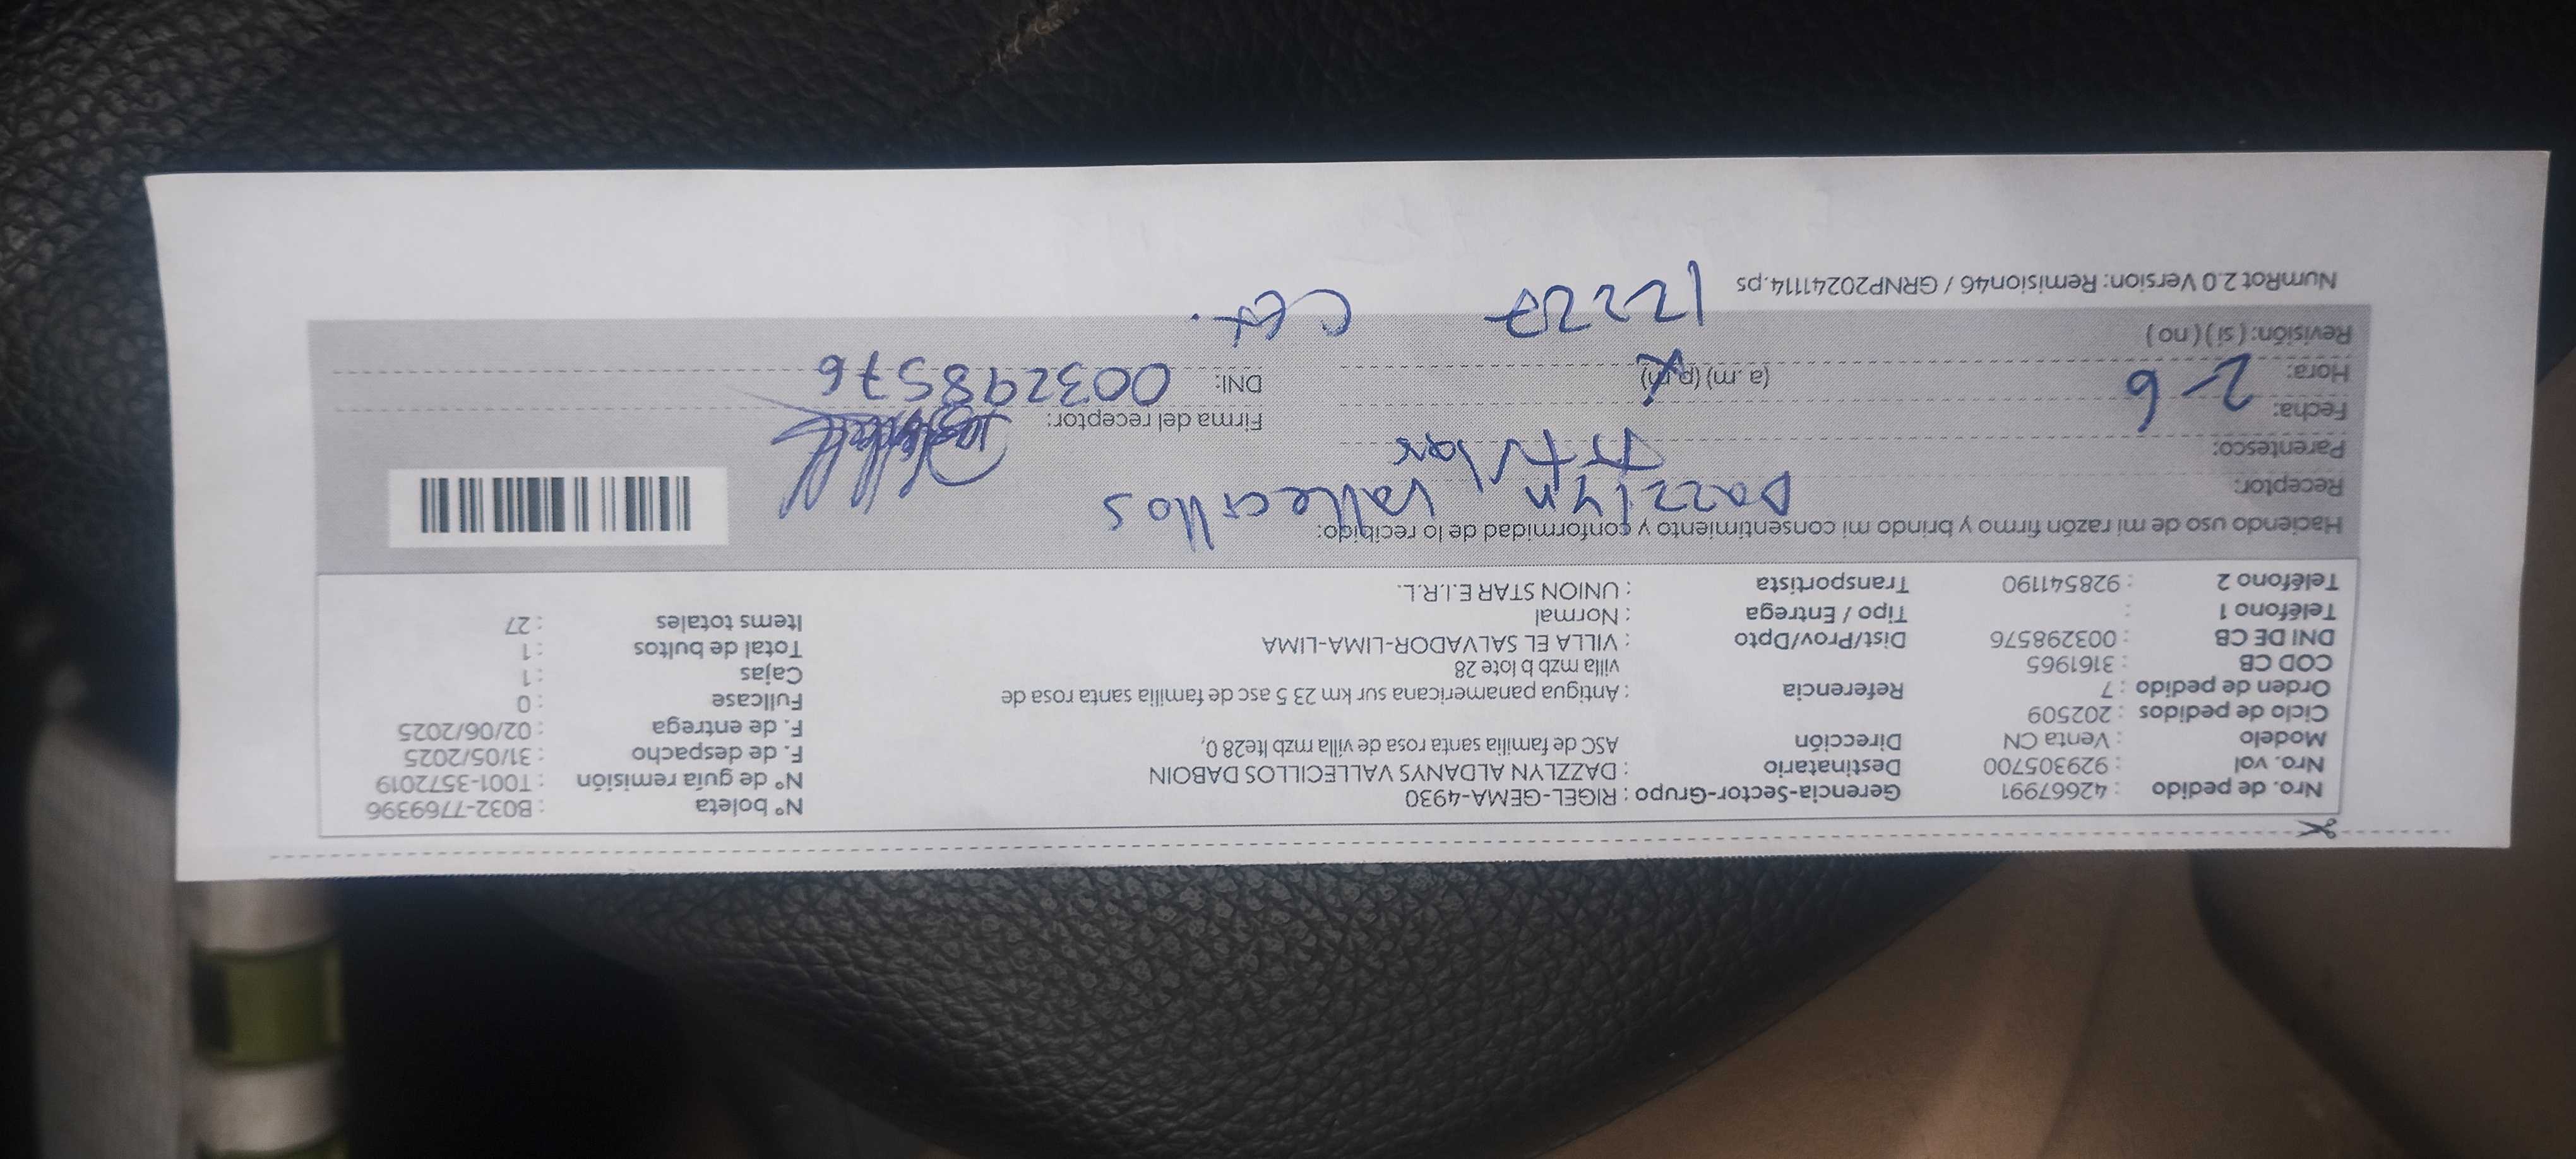 Nro. de pedido : 42667991 Gerencia-Sector-Grupo : RIGEL-GEMA-4930 N° boleta : B032-7769396
Nro. vol : 929305700 Destinatario : DAZZLYN ALDANYS VALLECILLOS DABOIN N° de guía remisión : T001-3572019
Modelo : Venta CN Dirección ASC de familia santa rosa de villa mzb lte28 0, F. de despacho : 31/05/2025
Ciclo de pedidos : 202509 F. de entrega : 02/06/2025
Orden de pedido : 7 Referencia : Antigua panamericana sur km 23 5 asc de familia santa rosa de Fullcase : 0
COD CB : 3161965 villa mzb b lote 28 Cajas : 1
DNI DE CB : 003298576 Dist/Prov/Dpto : VILLA EL SALVADOR-LIMA-LIMA Total de bultos : 1
Teléfono 1 : Tipo / Entrega : Normal Items totales : 27
Teléfono 2 : 928541190 Transportista : UNION STAR E.I.R.L.
Haciendo uso de mi razón firmo y brindo mi consentimiento y conformidad de lo recibido:
Receptor: Dazzlyn Vallecillos
Parentesco: Titular
Fecha: 2-6 Firma del receptor:
Hora: (a .m) (p.m) DNI: 003298576
Revisión: ( si ) ( no ) 12227
NumRot 2.0 Version: Remision46 / GRNP20241114.ps